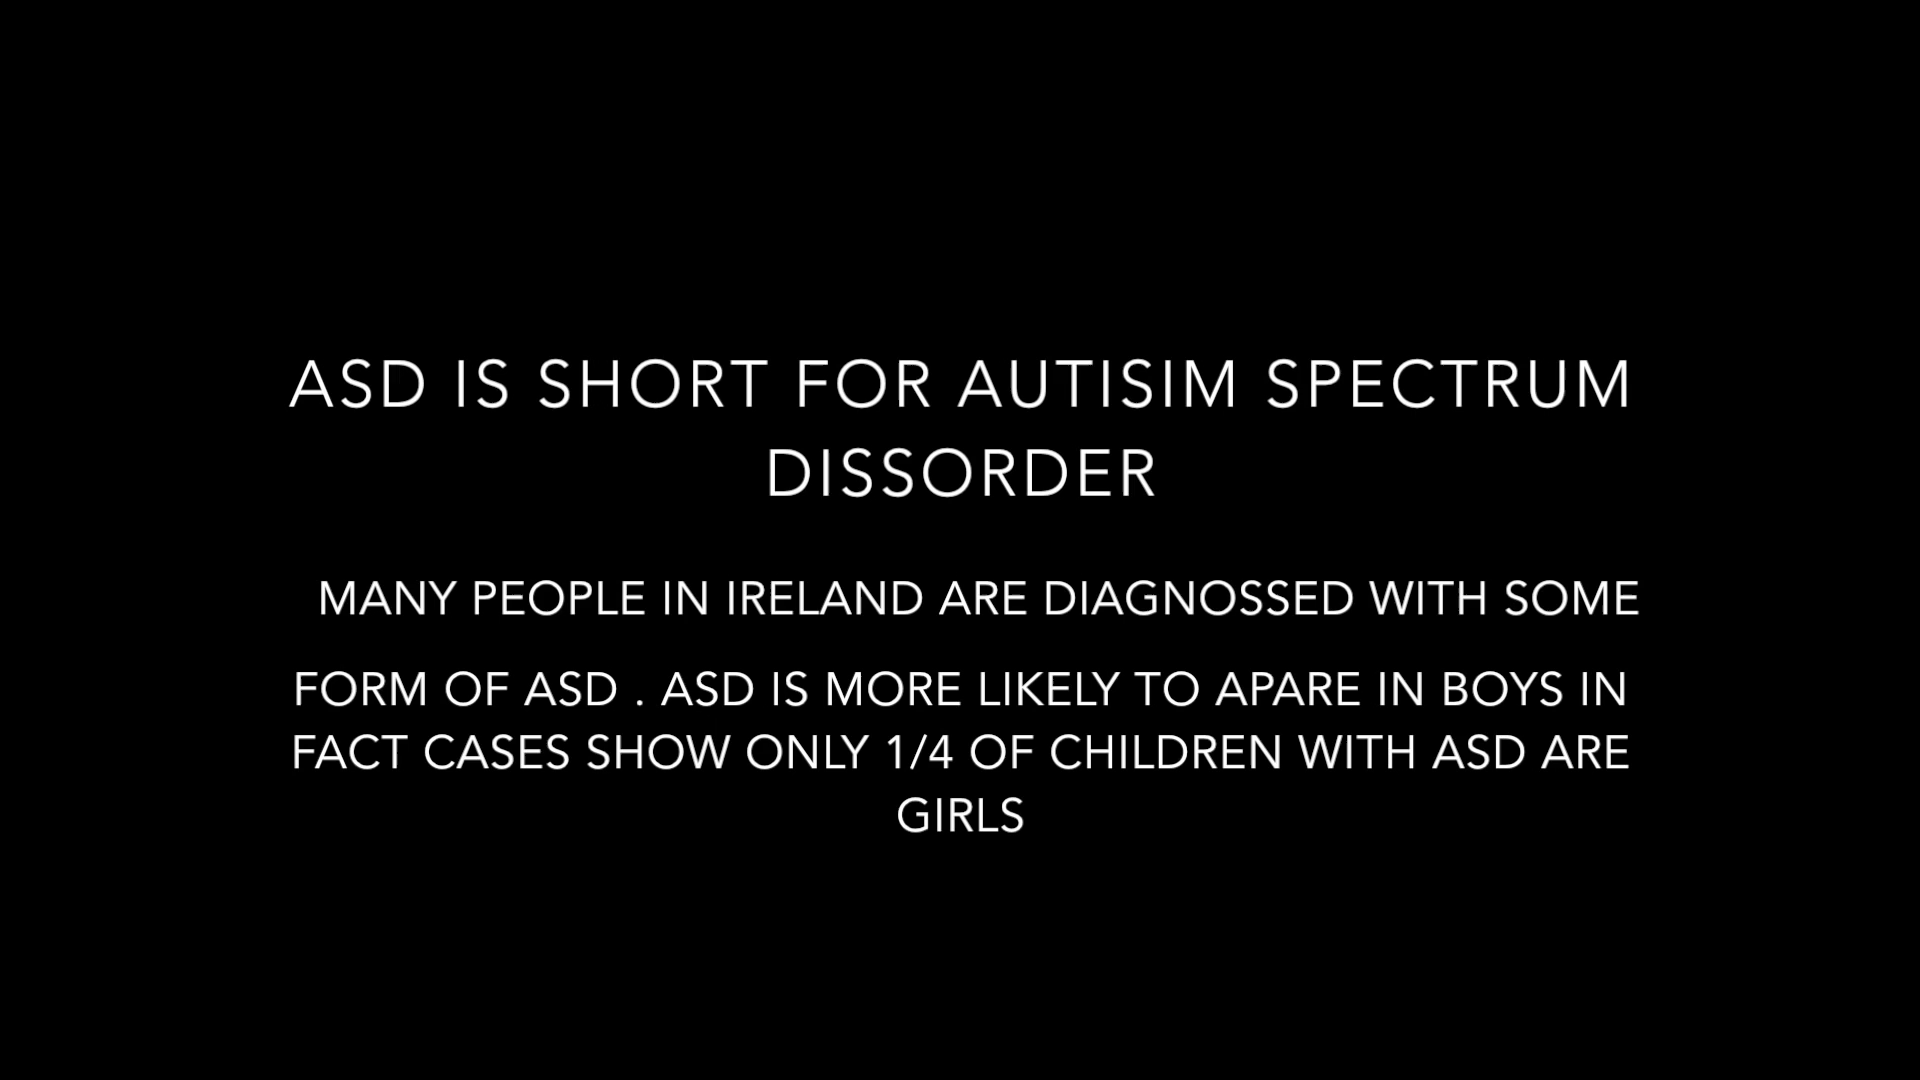 ASD IS SHORT FOR AUTISIM SPECTRUM
DISSORDER
MANY PEOPLE IN IRELAND ARE DIAGNOSSED WITH SOME
FORM OF ASD . ASD IS MORE LIKELY TO APARE IN BOYS IN
FACT CASES SHOW ONLY 1/4 OF CHILDREN WITH ASD ARE
GIRLS